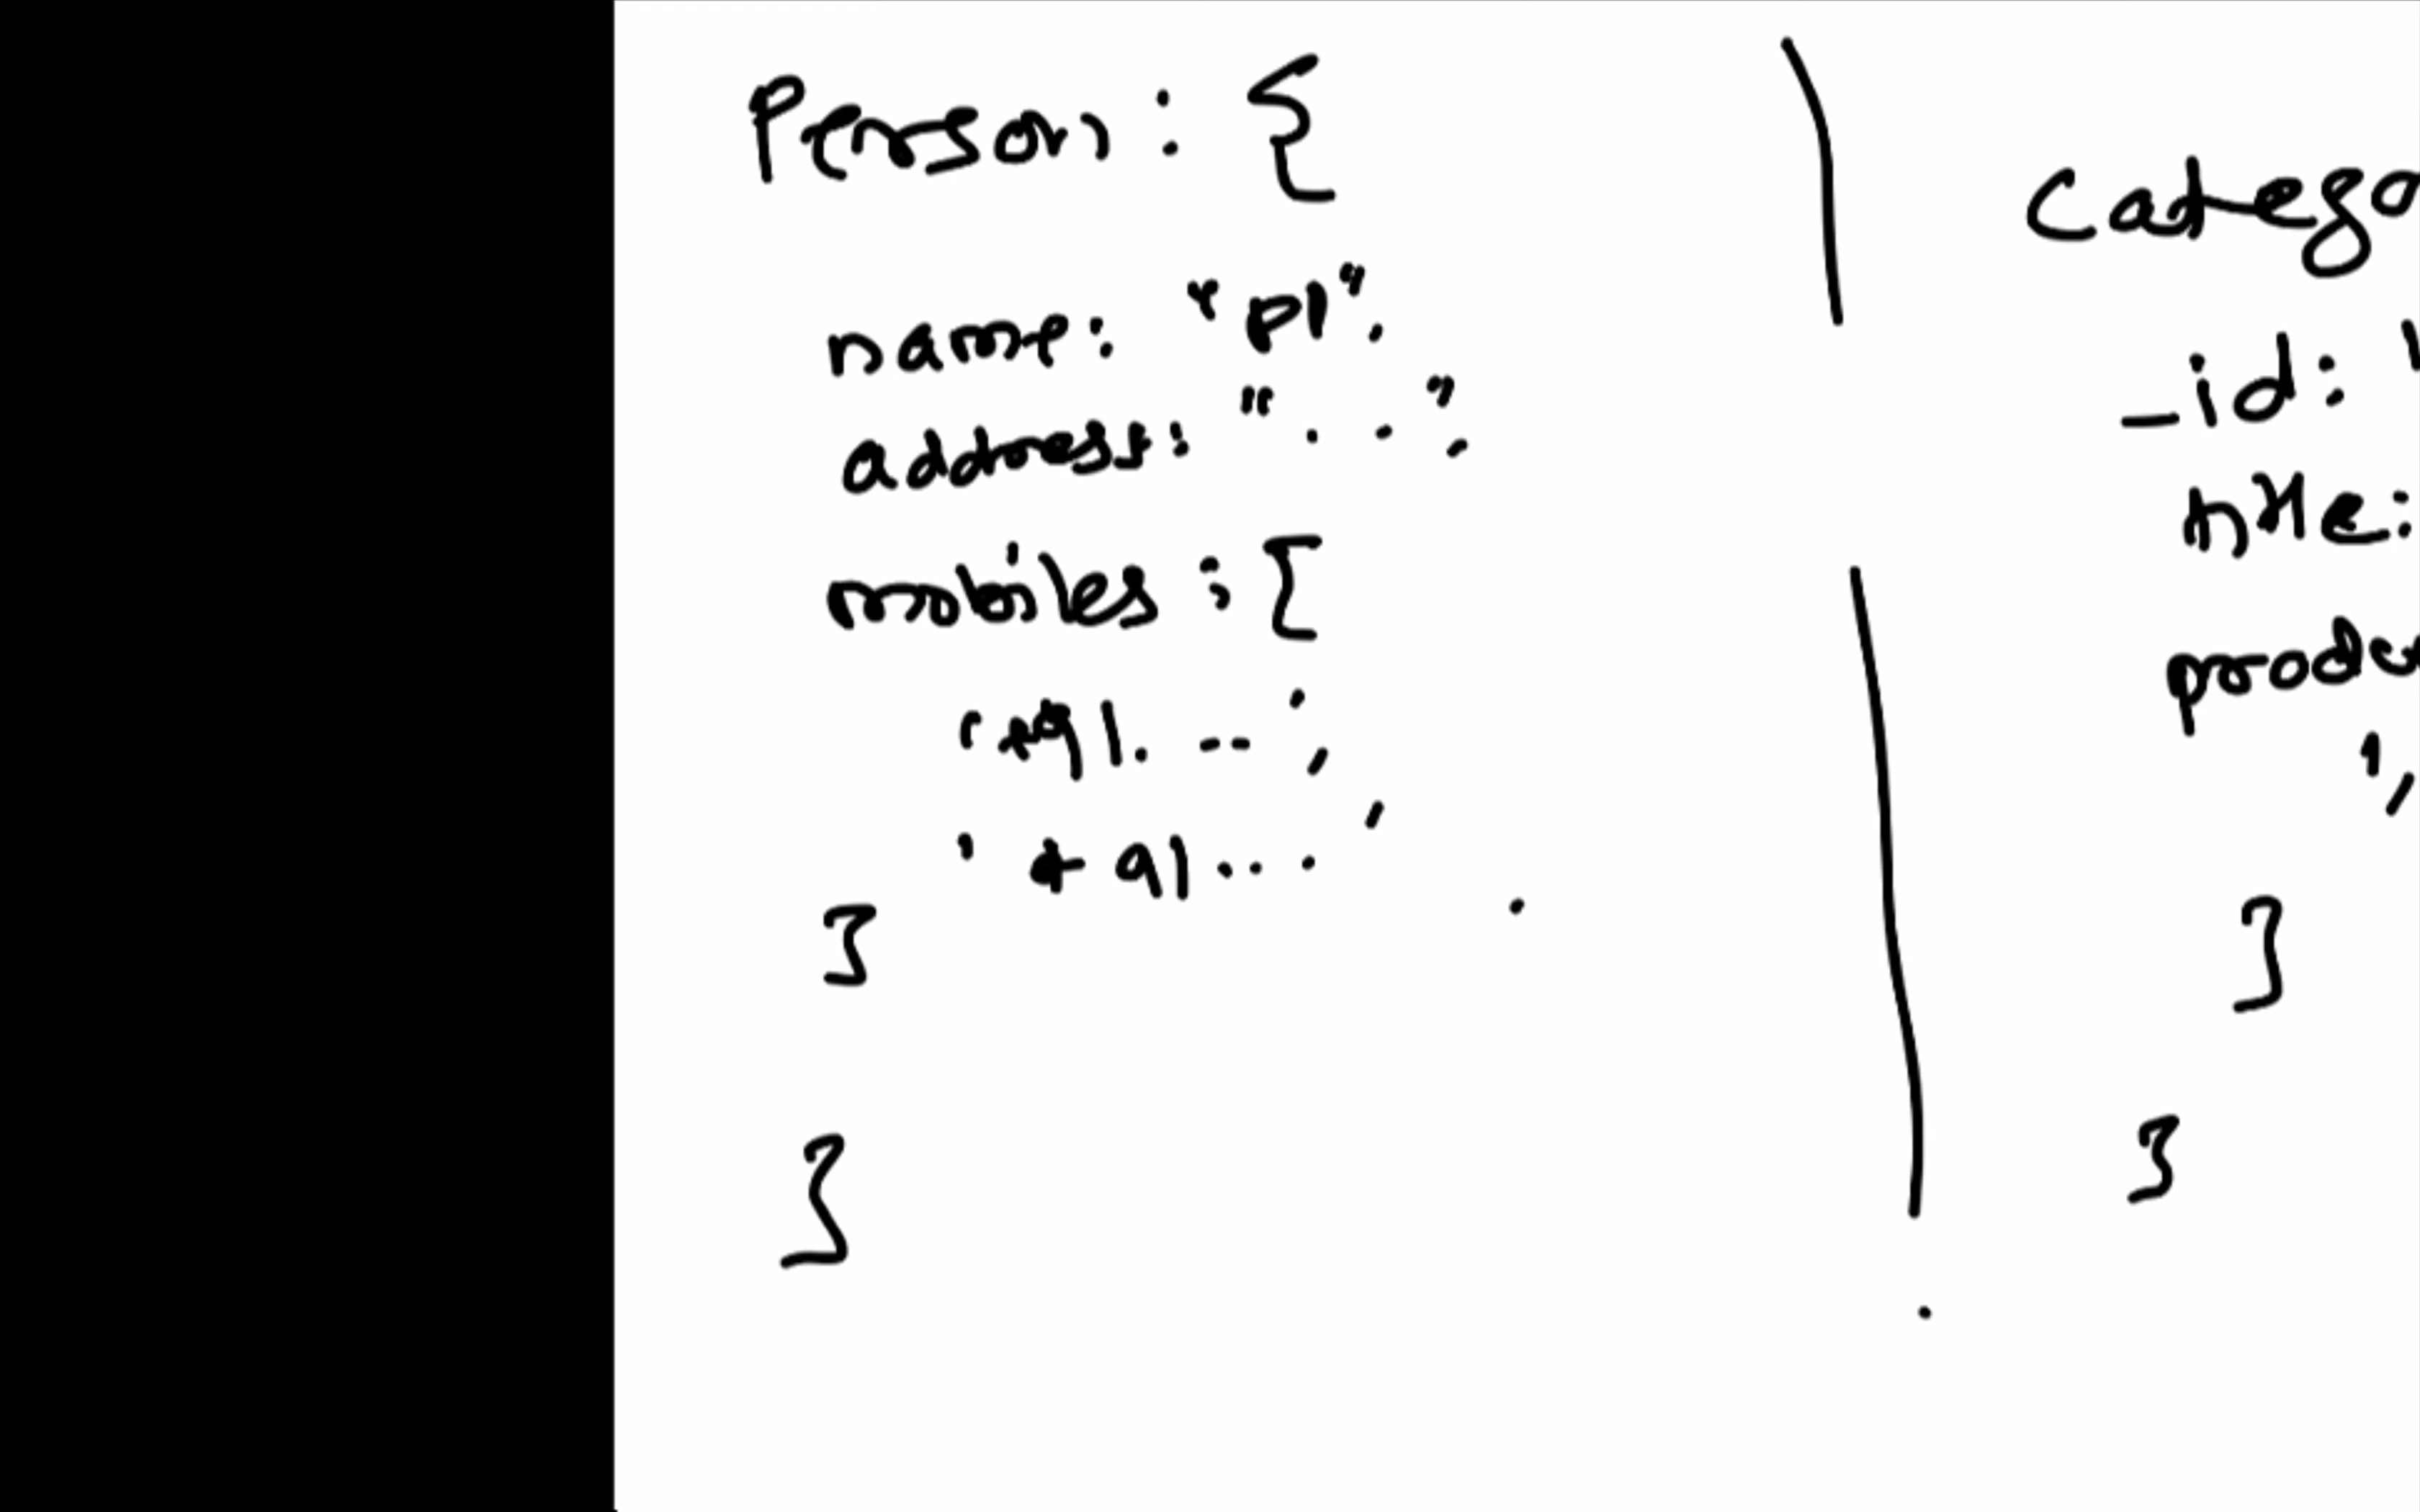 Person: {
name: "P1",
address: "..",
mobiles: [
'+91. --',
'+91...'
]
}
Catego
_id: '
title:
produ
',
]
}